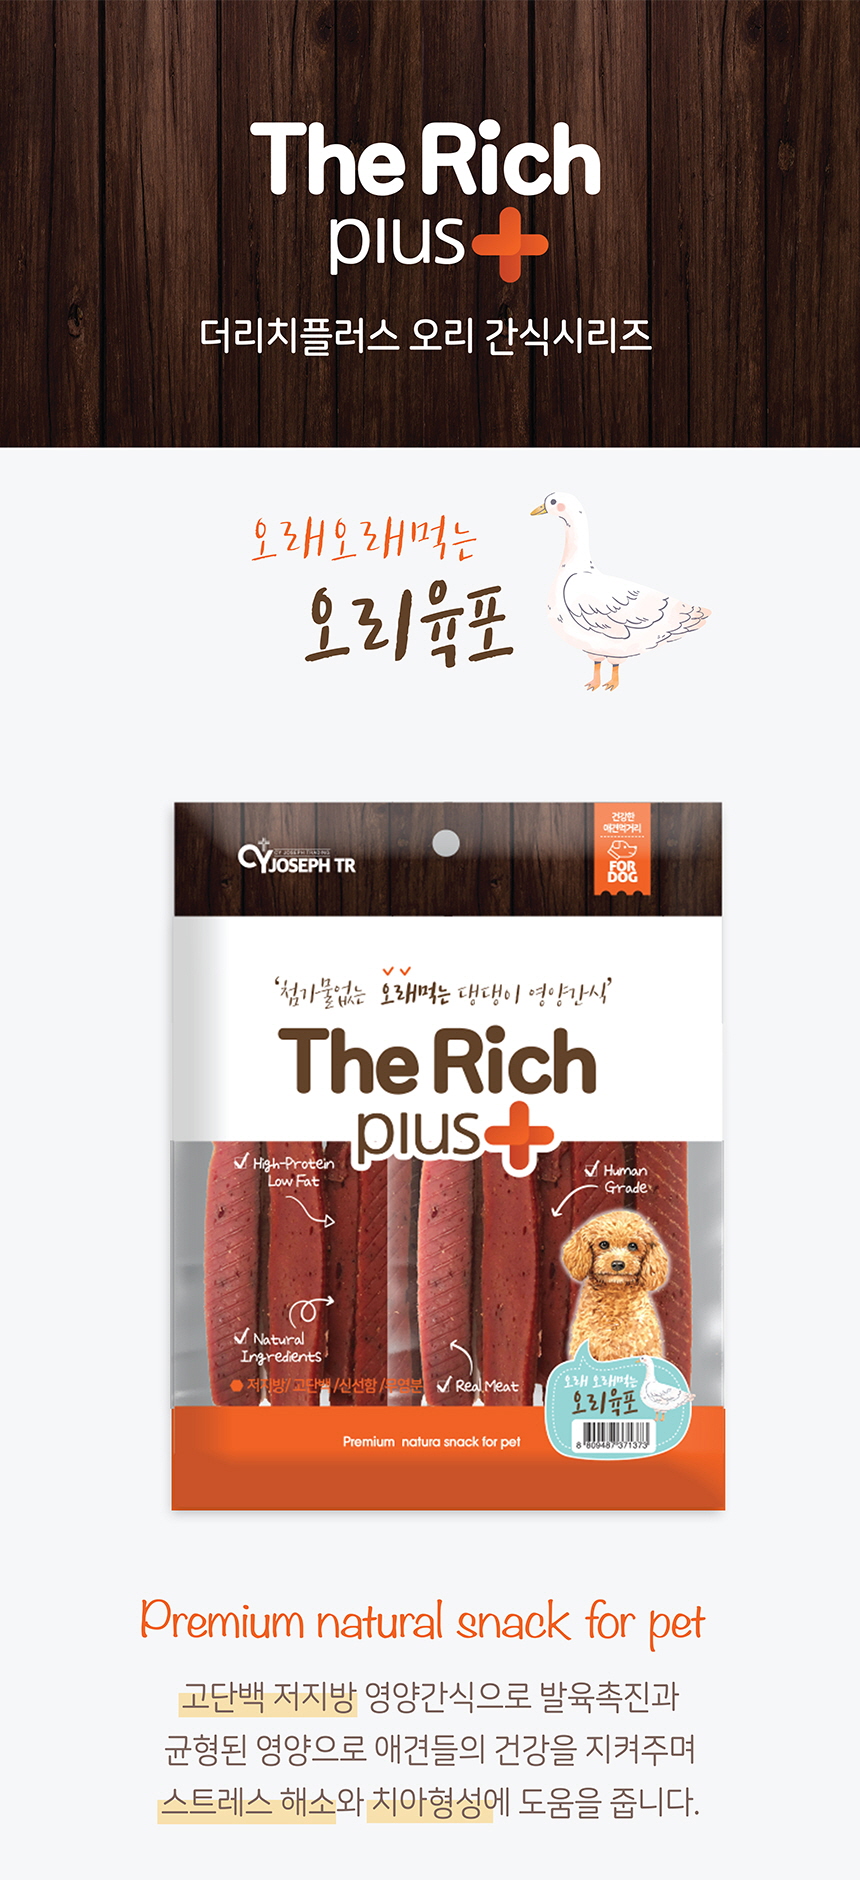 The Rich
plus+
더리치플러스 오리 간식시리즈
오래오래먹는
오리육포
CY JOSEPH TRADING
CY JOSEPH TR
건강한
애견먹거리
FOR
DOG
'첨가물없는 오래먹는 댕댕이 영양간식'
The Rich
plus+
High-Protein
Low Fat
Human
Grade
Natural
Ingredients
저지방/고단백/신선함/무염분
Real Meat
오래 오래먹는
오리육포
8 809487 371373
Premium natura snack for pet
Premium natural snack for pet
고단백 저지방 영양간식으로 발육촉진과
균형된 영양으로 애견들의 건강을 지켜주며
스트레스 해소와 치아형성에 도움을 줍니다.